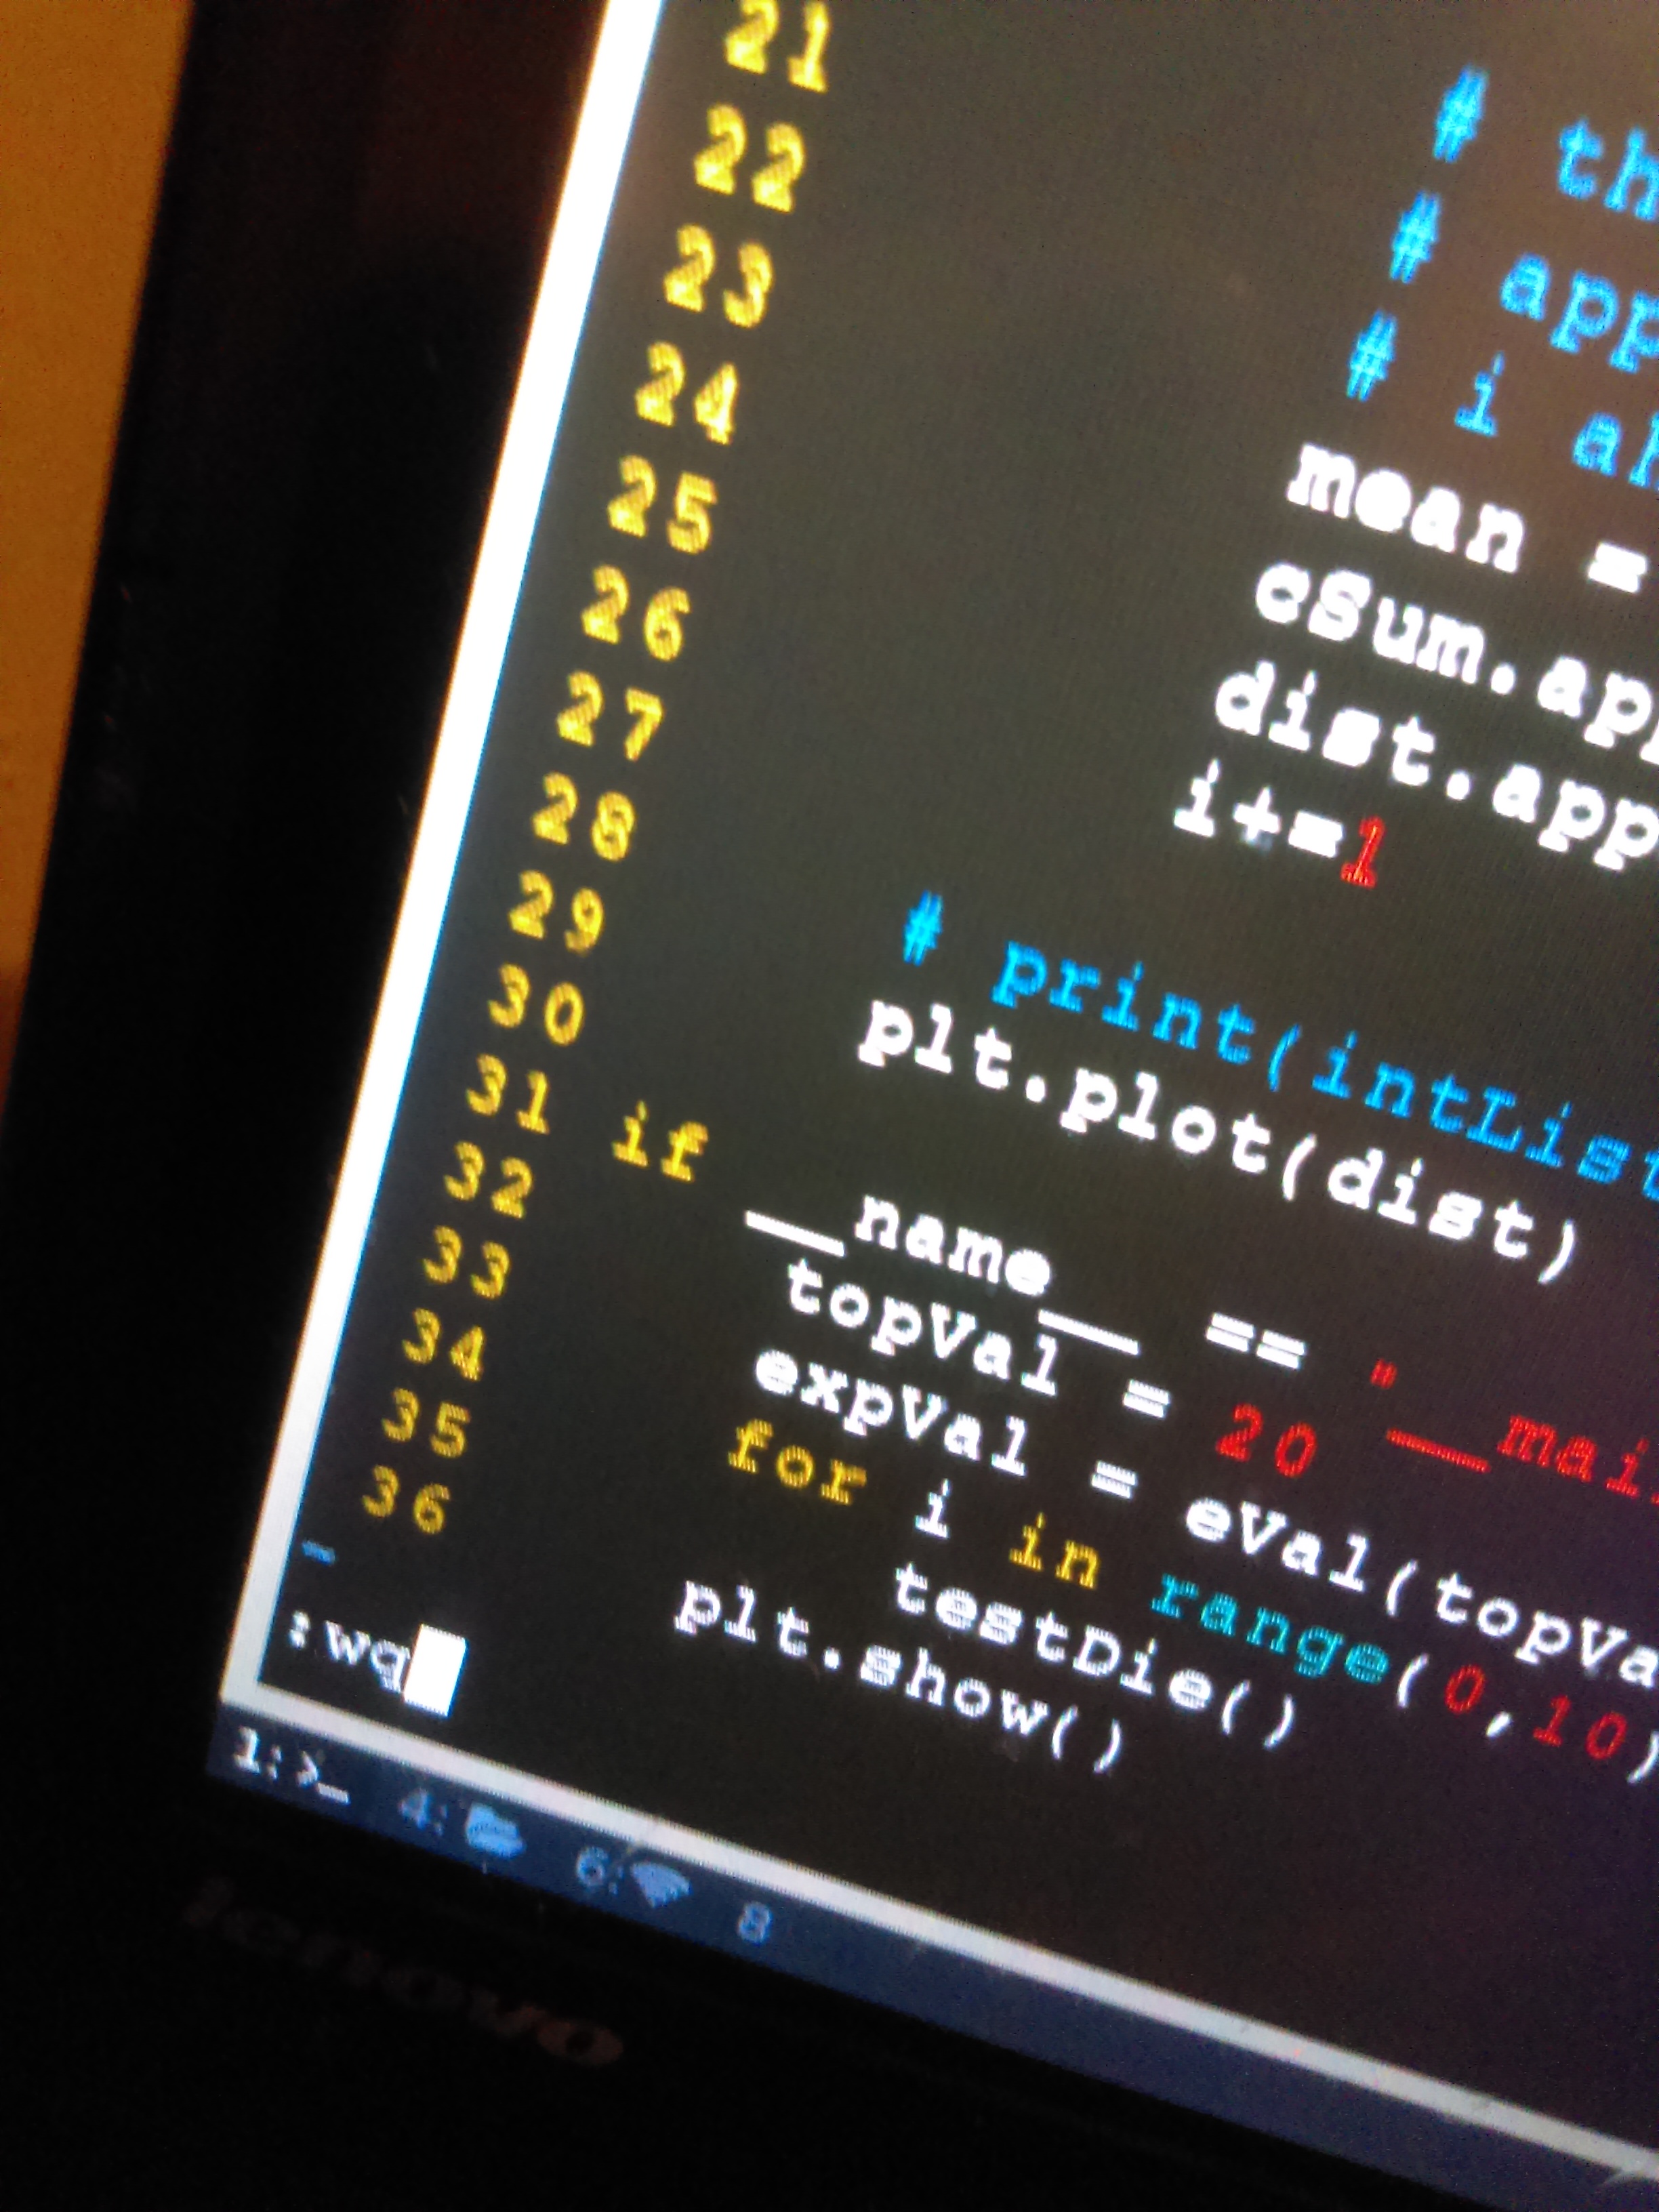 # th
21 # app
22 # i ah
23 mean =
24 cSum.app
25 dist.app
26 i+=1
27
28 # print(intList
29 plt.plot(dist)
30
31 if __name__ == "__mai
32 topVal = 20
33 expVal = eVal(topVa
34 for i in range(0,10)
35 testDie()
36 plt.show()
~
:wq
1:>_ 4: 6: 8
lenovo